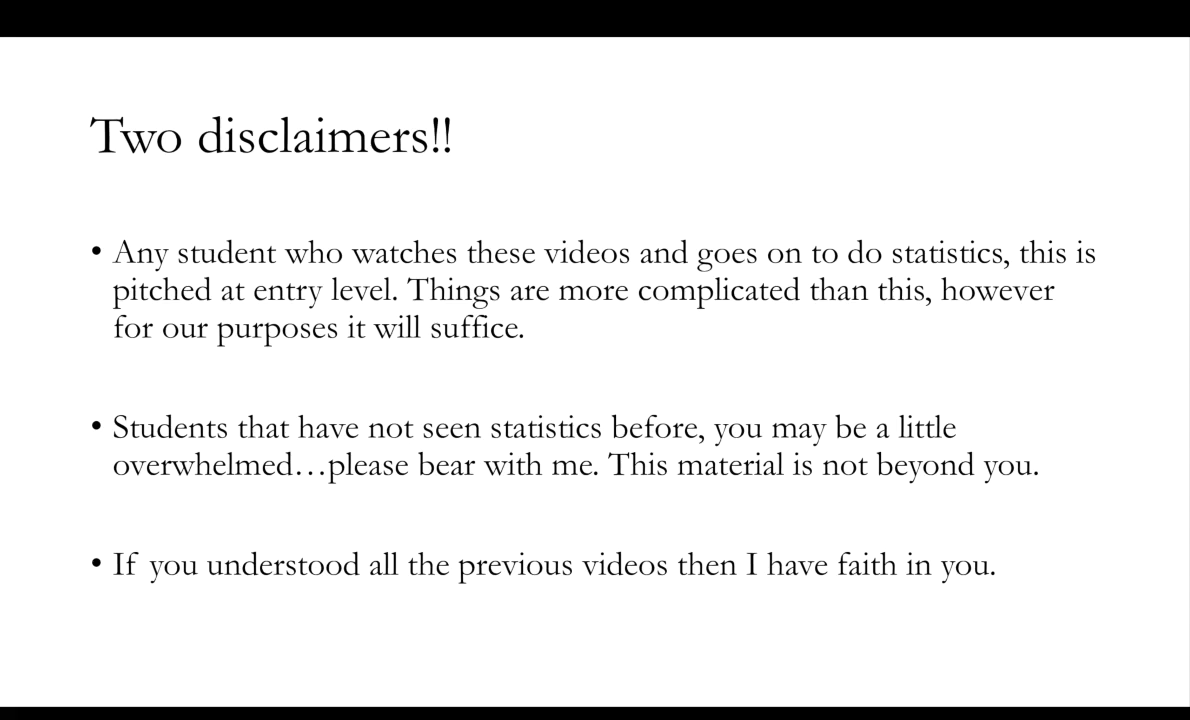 Two disclaimers!!
• Any student who watches these videos and goes on to do statistics, this is
pitched at entry level. Things are more complicated than this, however
for our purposes it will suffice.
• Students that have not seen statistics before, you may be a little
overwhelmed…please bear with me. This material is not beyond you.
• If you understood all the previous videos then I have faith in you.